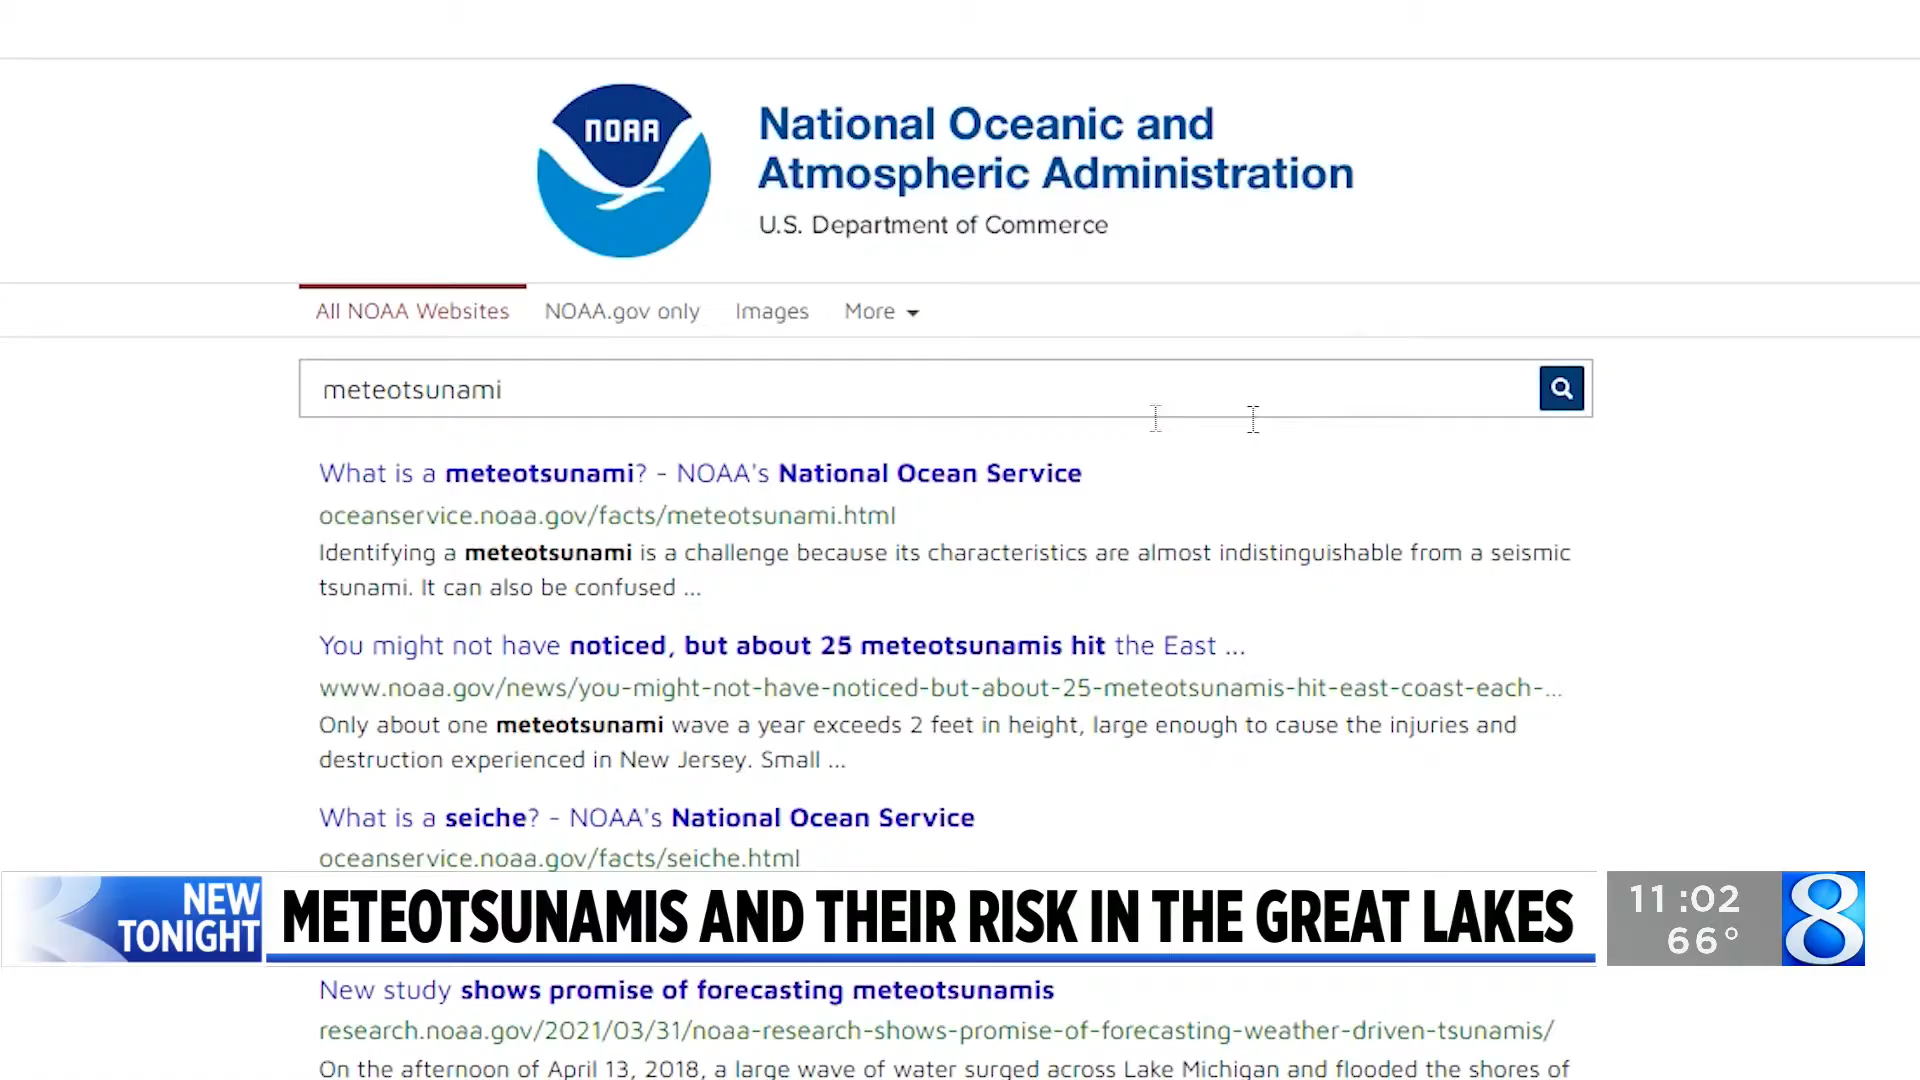 NOAA
National Oceanic and
Atmospheric Administration
U.S. Department of Commerce
All NOAA Websites NOAA.gov only Images More
meteotsunami
What is a meteotsunami? - NOAA's National Ocean Service
oceanservice.noaa.gov/facts/meteotsunami.html
Identifying a meteotsunami is a challenge because its characteristics are almost indistinguishable from a seismic
tsunami. It can also be confused ...
You might not have noticed, but about 25 meteotsunamis hit the East ...
www.noaa.gov/news/you-might-not-have-noticed-but-about-25-meteotsunamis-hit-east-coast-each-...
Only about one meteotsunami wave a year exceeds 2 feet in height, large enough to cause the injuries and
destruction experienced in New Jersey. Small ...
What is a seiche? - NOAA's National Ocean Service
oceanservice.noaa.gov/facts/seiche.html
NEW
TONIGHT
METEOTSUNAMIS AND THEIR RISK IN THE GREAT LAKES
11:02
66°
8
New study shows promise of forecasting meteotsunamis
research.noaa.gov/2021/03/31/noaa-research-shows-promise-of-forecasting-weather-driven-tsunamis/
On the afternoon of April 13, 2018, a large wave of water surged across Lake Michigan and flooded the shores of